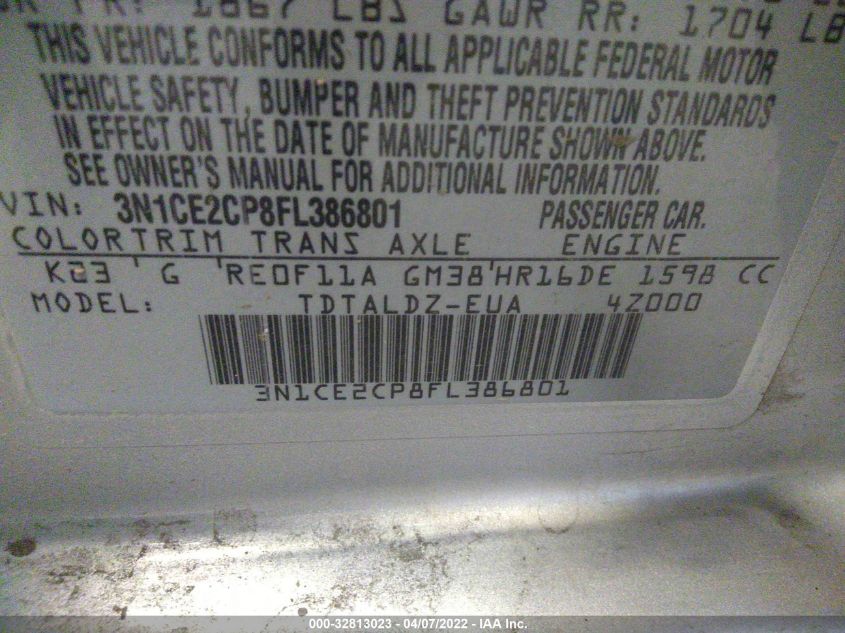 1867 LBS GAWR RR: 1704 LB
THIS VEHICLE CONFORMS TO ALL APPLICABLE FEDERAL MOTOR
VEHICLE SAFETY, BUMPER AND THEFT PREVENTION STANDARDS
IN EFFECT ON THE DATE OF MANUFACTURE SHOWN ABOVE.
SEE OWNER'S MANUAL FOR ADDITIONAL INFORMATION.
VIN: 3N1CE2CP8FL386801 PASSENGER CAR.
COLORTRIM TRANS AXLE ENGINE
K23 ' G 'RE0F11A GM38'HR16DE 1598 CC
MODEL: TDTALDZ-EUA 4Z000
3N1CE2CP8FL386801
000-32813023 - 04/07/2022 - IAA Inc.